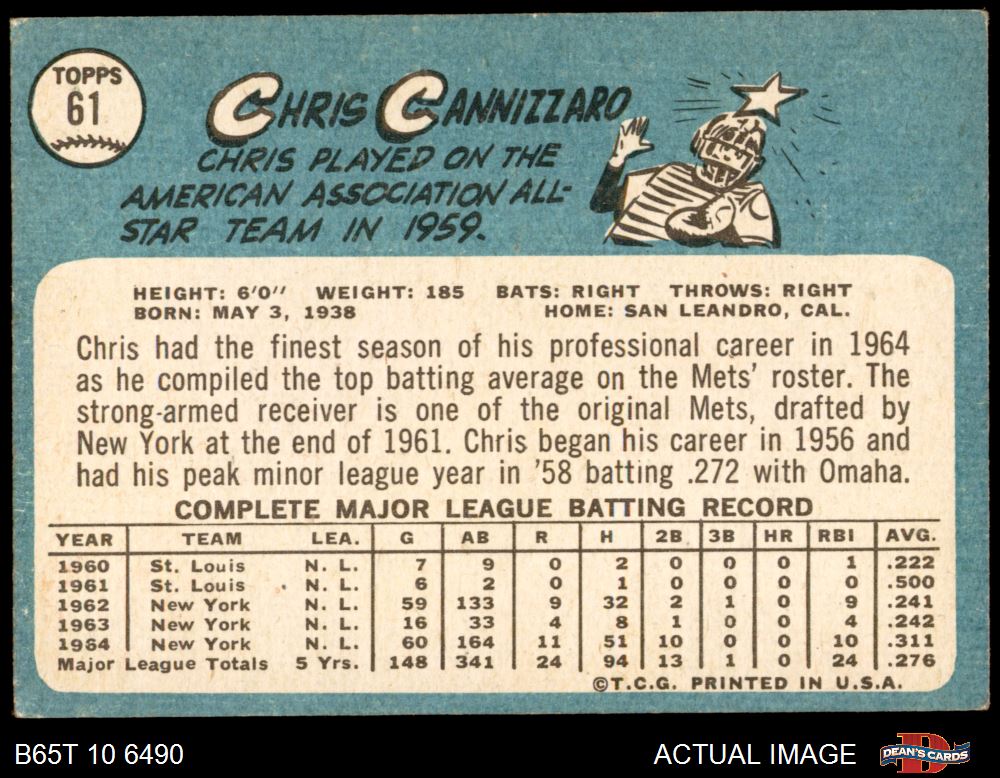 TOPPS
61
CHRIS CANNIZZARO
CHRIS PLAYED ON THE
AMERICAN ASSOCIATION ALL-
STAR TEAM IN 1959.
HEIGHT: 6'0" WEIGHT: 185 BATS: RIGHT THROWS: RIGHT
BORN: MAY 3, 1938 HOME: SAN LEANDRO, CAL.
Chris had the finest season of his professional career in 1964
as he compiled the top batting average on the Mets' roster. The
strong-armed receiver is one of the original Mets, drafted by
New York at the end of 1961. Chris began his career in 1956 and
had his peak minor league year in '58 batting .272 with Omaha.
COMPLETE MAJOR LEAGUE BATTING RECORD
YEAR TEAM LEA. G AB R H 2B 3B HR RBI AVG.
1960 St. Louis N. L. 7 9 0 2 0 0 0 1 .222
1961 St. Louis N. L. 6 2 0 1 0 0 0 0 .500
1962 New York N. L. 59 133 9 32 2 1 0 9 .241
1963 New York N. L. 16 33 4 8 1 0 0 4 .242
1964 New York N. L. 60 164 11 51 10 0 0 10 .311
Major League Totals 5 Yrs. 148 341 24 94 13 1 0 24 .276
©T.C.G. PRINTED IN U.S.A.
B65T 10 6490 ACTUAL IMAGE DEAN'S CARDS